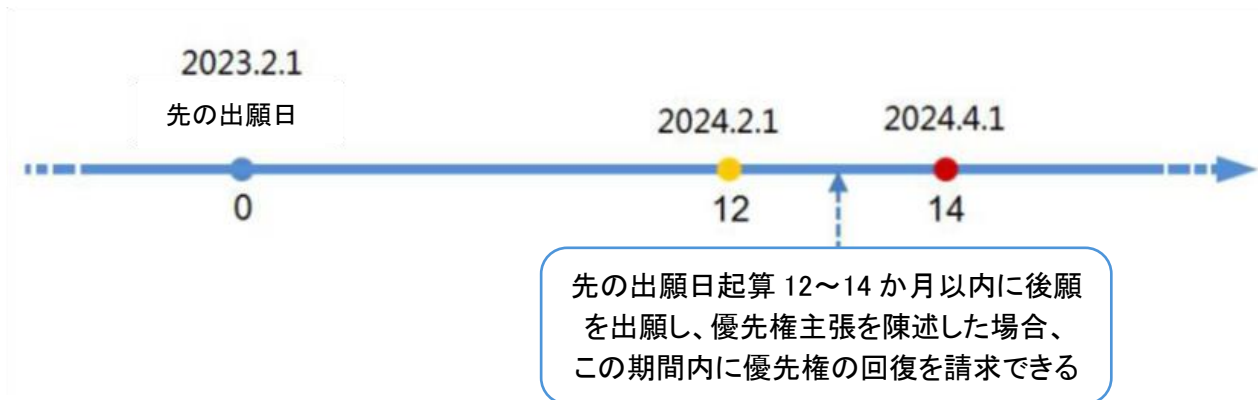 2023.2.1
先の出願日
2024.2.1
2024.4.1
0
12
14
先の出願日起算 12～14 か月以内に後願
を出願し、優先権主張を陳述した場合、
この期間内に優先権の回復を請求できる